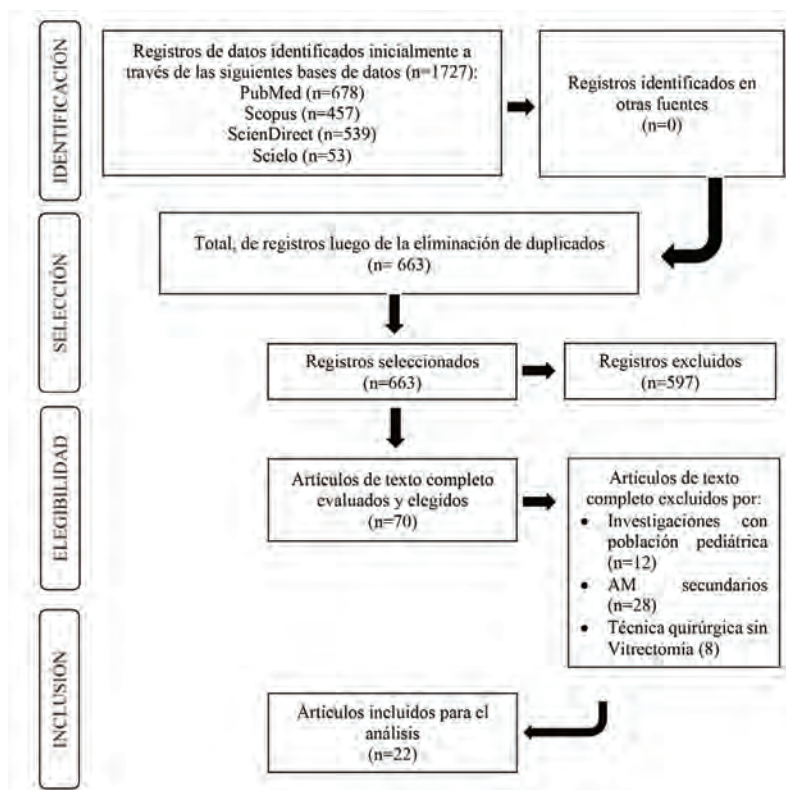 IDENTIFICACIÓN
Registros de datos identificados inicialmente a
través de las siguientes bases de datos (n=1727):
PubMed (n=678)
Scopus (n=457)
ScienDirect (n=539)
Scielo (n=53)
Registros identificados en
otras fuentes
(n=0)
SELECCIÓN
Total, de registros luego de la eliminación de duplicados
(n= 663)
Registros seleccionados
(n=663)
Registros excluidos
(n=597)
ELEGIBILIDAD
Artículos de texto completo
evaluados y elegidos
(n=70)
Artículos de texto
completo excluidos por:
• Investigaciones con
población pediátrica
(n=12)
• AM secundarios
(n=28)
• Técnica quirúrgica sin
Vitrectomía (8)
INCLUSIÓN
Artículos incluidos para el
análisis
(n=22)